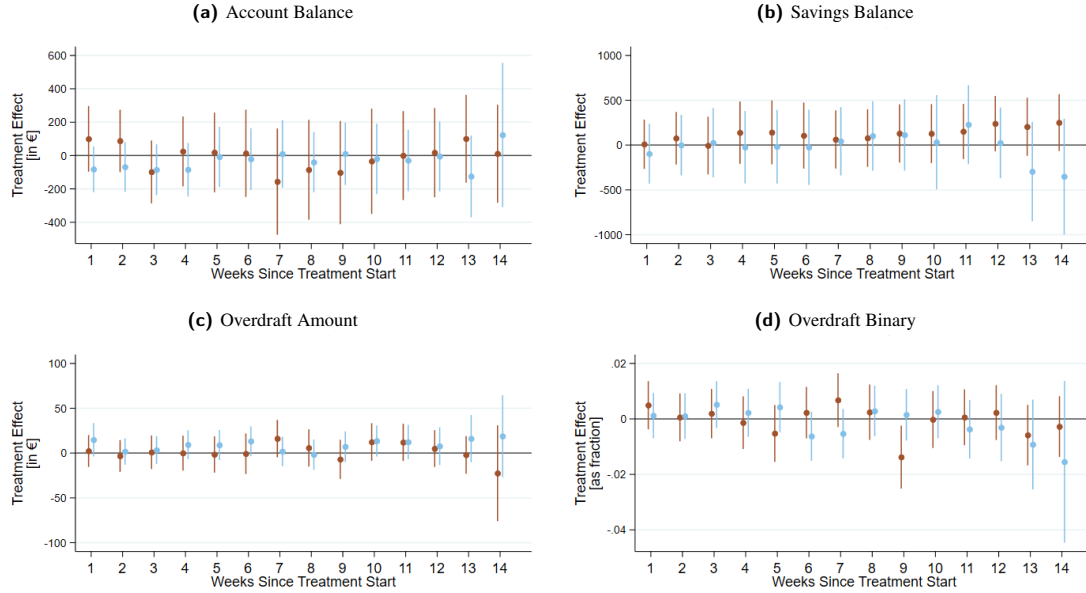 (a) Account Balance
Treatment Effect
[in €]
600
400
200
0
-200
-400
1 2 3 4 5 6 7 8 9 10 11 12 13 14
Weeks Since Treatment Start
(b) Savings Balance
Treatment Effect
1000
500
0
-500
-1000
1 2 3 4 5 6 7 8 9 10 11 12 13 14
Weeks Since Treatment Start
(c) Overdraft Amount
Treatment Effect
[in €]
100
50
0
-50
-100
1 2 3 4 5 6 7 8 9 10 11 12 13 14
Weeks Since Treatment Start
(d) Overdraft Binary
Treatment Effect
[as fraction]
.02
0
-.02
-.04
1 2 3 4 5 6 7 8 9 10 11 12 13 14
Weeks Since Treatment Start